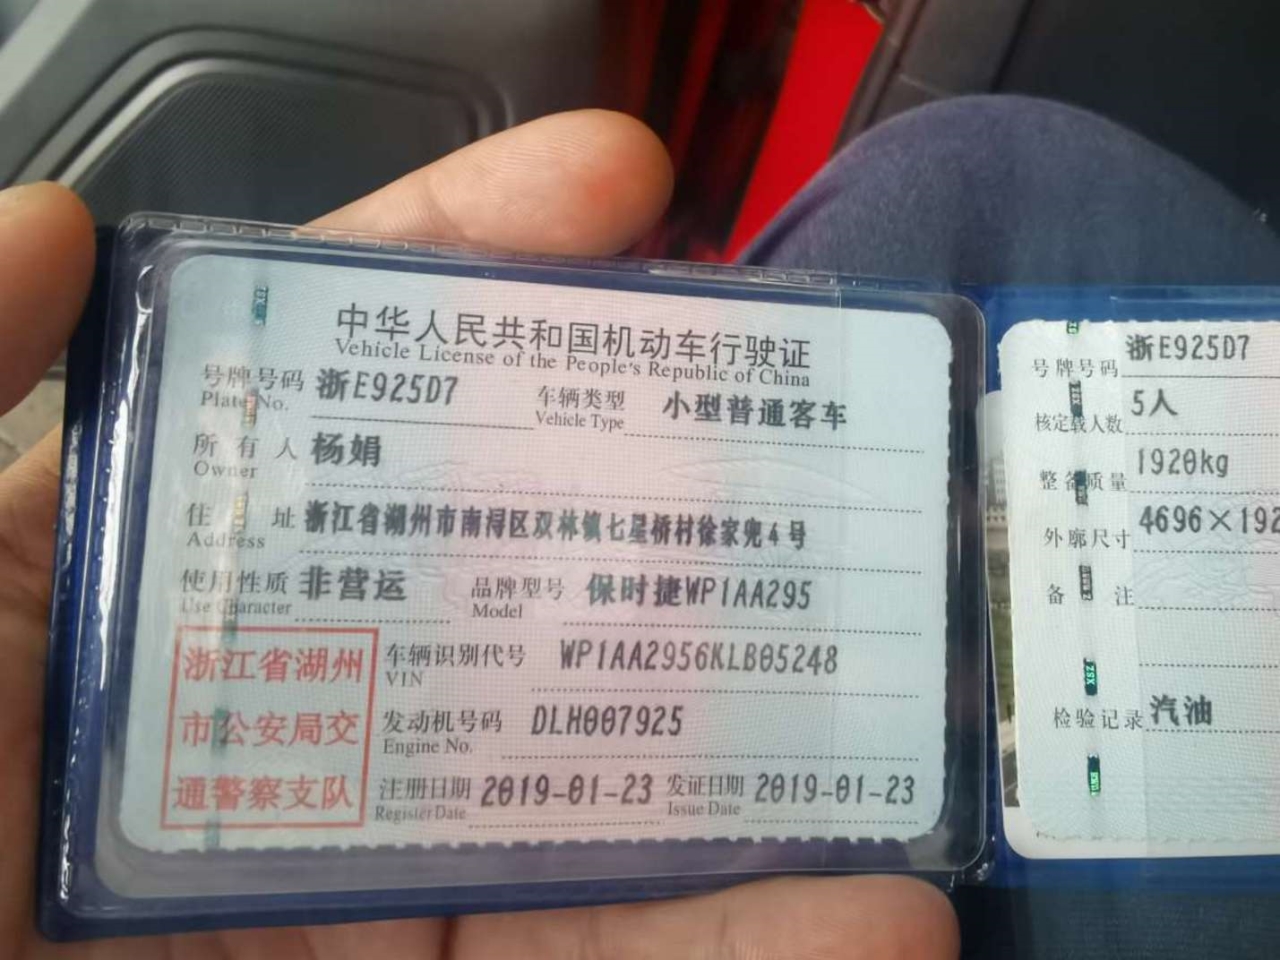 中华人民共和国机动车行驶证
Vehicle License of the People's Republic of China
号牌号码 浙E925D7 车辆类型 小型普通客车
Plate No. Vehicle Type
所有人 杨娟
Owner
住址 浙江省湖州市南浔区双林镇七星桥村徐家兜4号
Address
使用性质 非营运 品牌型号 保时捷WP1AA295
Use Character Model
浙江省湖州
市公安局交
通警察支队
车辆识别代号 WP1AA2956KLB05248
VIN
发动机号码 DLH007925
Engine No.
注册日期 2019-01-23 发证日期 2019-01-23
Register Date Issue Date
号牌号码 浙E925D7
核定载人数 5人
整备质量 1920kg
外廓尺寸 4696×192
备注
检验记录 汽油